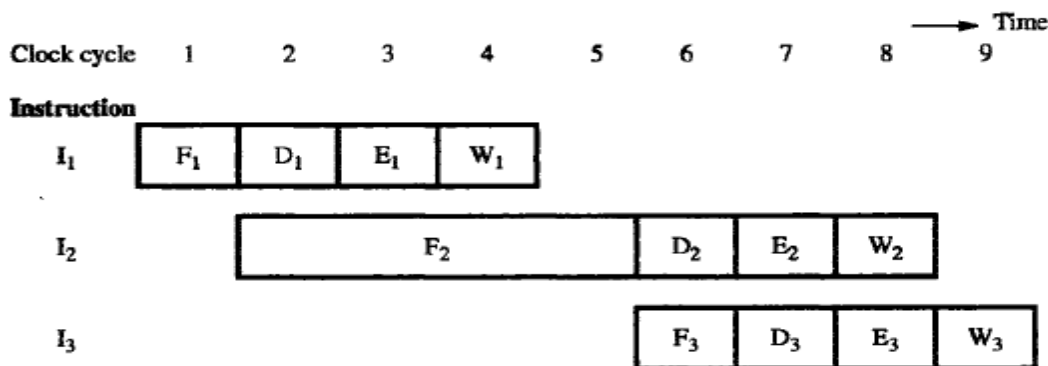 Time
Clock cycle 1 2 3 4 5 6 7 8 9
Instruction
I₁ F₁ D₁ E₁ W₁
I₂ F₂ D₂ E₂ W₂
I₃ F₃ D₃ E₃ W₃